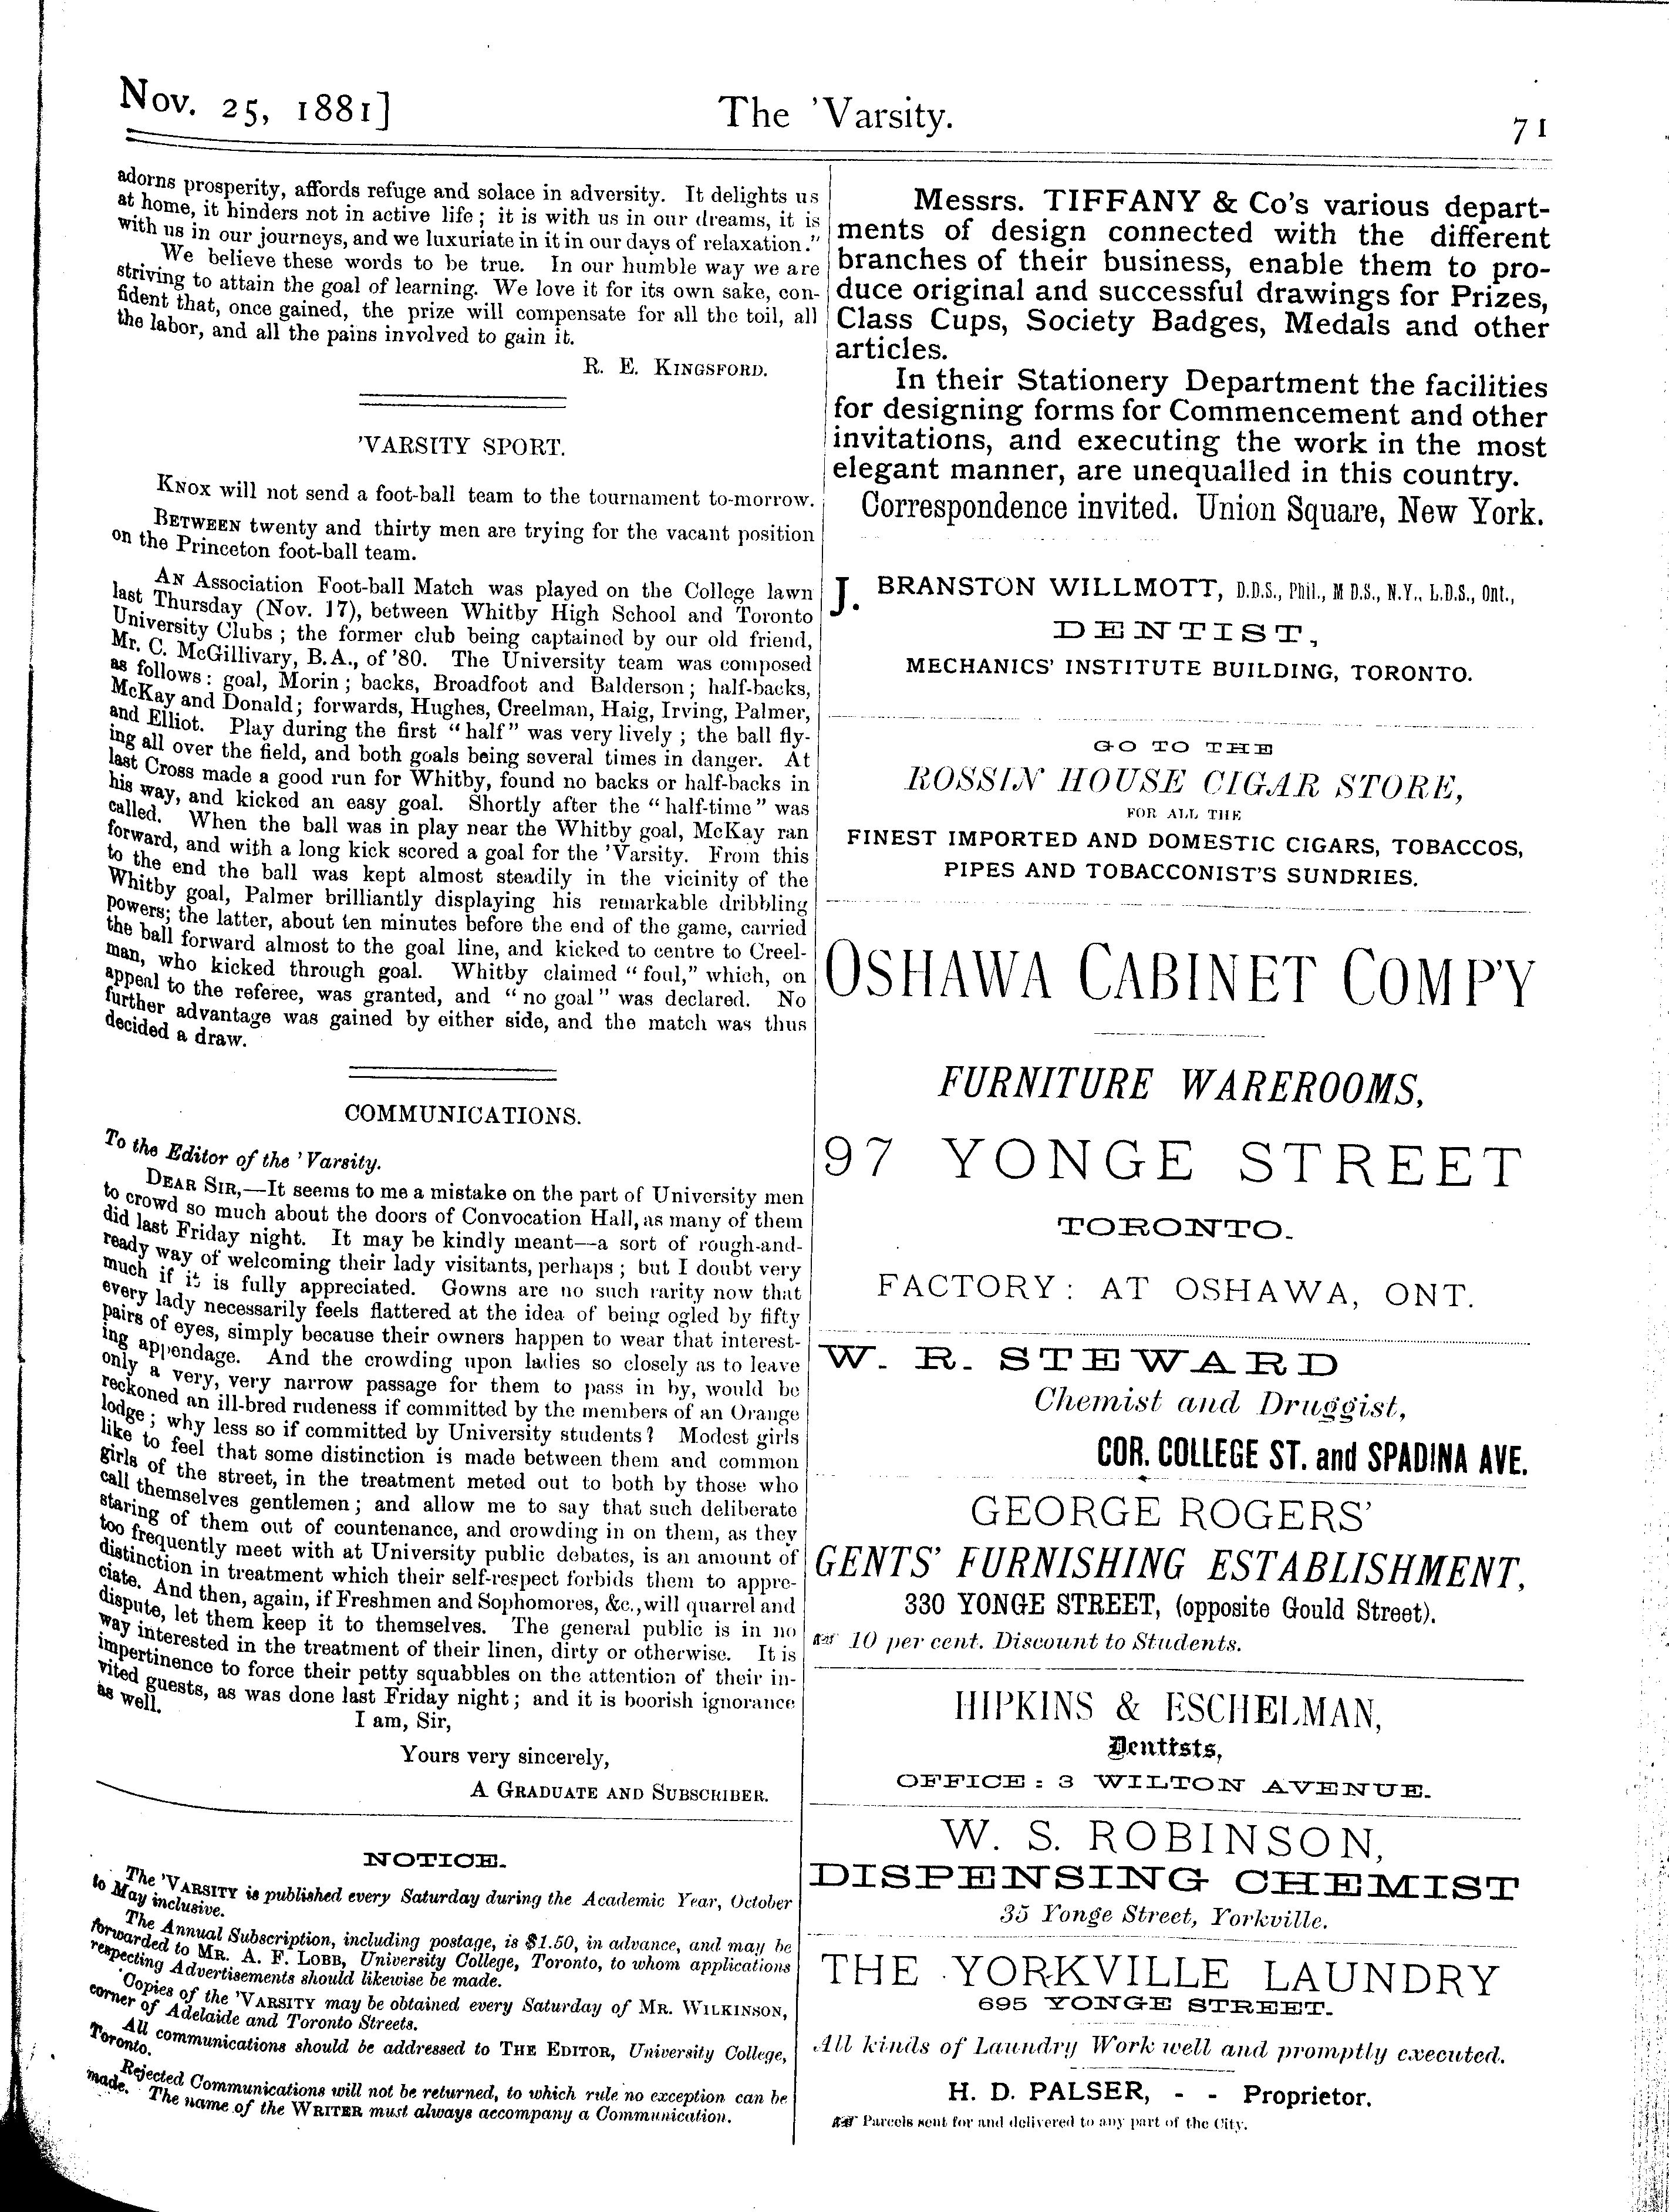 Nov. 25, 1881]
The 'Varsity.
71
adorns prosperity, affords refuge and solace in adversity. It delights us
at home, it hinders not in active life; it is with us in our dreams, it is
with us in our journeys, and we luxuriate in it in our days of relaxation."
We believe these words to be true. In our humble way we are
striving to attain the goal of learning. We love it for its own sake, con-
fident that, once gained, the prize will compensate for all the toil, all
the labor, and all the pains involved to gain it.
R. E. KINGSFORD.
'VARSITY SPORT.
KNOX will not send a foot-ball team to the tournament to-morrow.
BETWEEN twenty and thirty men are trying for the vacant position
on the Princeton foot-ball team.
AN Association Foot-ball Match was played on the College lawn
last Thursday (Nov. 17), between Whitby High School and Toronto
University Clubs; the former club being captained by our old friend,
Mr. C. McGillivary, B.A., of '80. The University team was composed
as follows: goal, Morin; backs, Broadfoot and Balderson; half-backs,
McKay and Donald; forwards, Hughes, Creelman, Haig, Irving, Palmer,
and Elliot. Play during the first "half" was very lively; the ball fly-
ing all over the field, and both goals being several times in danger. At
last Cross made a good run for Whitby, found no backs or half-backs in
his way, and kicked an easy goal. Shortly after the "half-time" was
called. When the ball was in play near the Whitby goal, McKay ran
forward, and with a long kick scored a goal for the 'Varsity. From this
to the end the ball was kept almost steadily in the vicinity of the
Whitby goal, Palmer brilliantly displaying his remarkable dribbling
powers; the latter, about ten minutes before the end of the game, carried
the ball forward almost to the goal line, and kicked to centre to Creel-
man, who kicked through goal. Whitby claimed "foul," which, on
appeal to the referee, was granted, and "no goal" was declared. No
further advantage was gained by either side, and the match was thus
decided a draw.
COMMUNICATIONS.
To the Editor of the 'Varsity.
DEAR SIR,—It seems to me a mistake on the part of University men
to crowd so much about the doors of Convocation Hall, as many of them
did last Friday night. It may be kindly meant—a sort of rough-and-
ready way of welcoming their lady visitants, perhaps; but I doubt very
much if it is fully appreciated. Gowns are no such rarity now that
every lady necessarily feels flattered at the idea of being ogled by fifty
pairs of eyes, simply because their owners happen to wear that interest-
ing appendage. And the crowding upon ladies so closely as to leave
only a very, very narrow passage for them to pass in by, would be
reckoned an ill-bred rudeness if committed by the members of an Orange
lodge; why less so if committed by University students? Modest girls
like to feel that some distinction is made between them and common
girls of the street, in the treatment meted out to both by those who
call themselves gentlemen; and allow me to say that such deliberate
staring of them out of countenance, and crowding in on them, as they
too frequently meet with at University public debates, is an amount of
distinction in treatment which their self-respect forbids them to appre-
ciate. And then, again, if Freshmen and Sophomores, &c., will quarrel and
dispute, let them keep it to themselves. The general public is in no
way interested in the treatment of their linen, dirty or otherwise. It is
impertinence to force their petty squabbles on the attention of their in-
vited guests, as was done last Friday night; and it is boorish ignorance
as well.
I am, Sir,
Yours very sincerely,
A GRADUATE AND SUBSCRIBER.
NOTICE.
The 'VARSITY is published every Saturday during the Academic Year, October
to May inclusive.
The Annual Subscription, including postage, is $1.50, in advance, and may be
forwarded to MR. A. F. LOBB, University College, Toronto, to whom applications
respecting Advertisements should likewise be made.
Copies of the 'VARSITY may be obtained every Saturday of MR. WILKINSON,
corner of Adelaide and Toronto Streets.
All communications should be addressed to THE EDITOR, University College,
Toronto.
Rejected Communications will not be returned, to which rule no exception can be
made. The name of the WRITER must always accompany a Communication.
Messrs. TIFFANY & Co's various depart-
ments of design connected with the different
branches of their business, enable them to pro-
duce original and successful drawings for Prizes,
Class Cups, Society Badges, Medals and other
articles.
In their Stationery Department the facilities
for designing forms for Commencement and other
invitations, and executing the work in the most
elegant manner, are unequalled in this country.
Correspondence invited. Union Square, New York.
J. BRANSTON WILLMOTT, D.D.S., Phil., M D.S., N.Y., L.D.S., Ont.,
DENTIST,
MECHANICS' INSTITUTE BUILDING, TORONTO.
GO TO THE
ROSSIN HOUSE CIGAR STORE,
FOR ALL THE
FINEST IMPORTED AND DOMESTIC CIGARS, TOBACCOS,
PIPES AND TOBACCONIST'S SUNDRIES.
OSHAWA CABINET COMP'Y
FURNITURE WAREROOMS,
97 YONGE STREET
TORONTO.
FACTORY: AT OSHAWA, ONT.
W. R. STEWARD
Chemist and Druggist,
COR. COLLEGE ST. and SPADINA AVE.
GEORGE ROGERS'
GENTS' FURNISHING ESTABLISHMENT,
330 YONGE STREET, (opposite Gould Street).
☞ 10 per cent. Discount to Students.
HIPKINS & ESCHELMAN,
Dentists,
OFFICE: 3 WILTON AVENUE.
W. S. ROBINSON,
DISPENSING CHEMIST
35 Yonge Street, Yorkville.
THE YORKVILLE LAUNDRY
695 YONGE STREET.
All kinds of Laundry Work well and promptly executed.
H. D. PALSER, - - Proprietor.
☞ Parcels sent for and delivered to any part of the City.